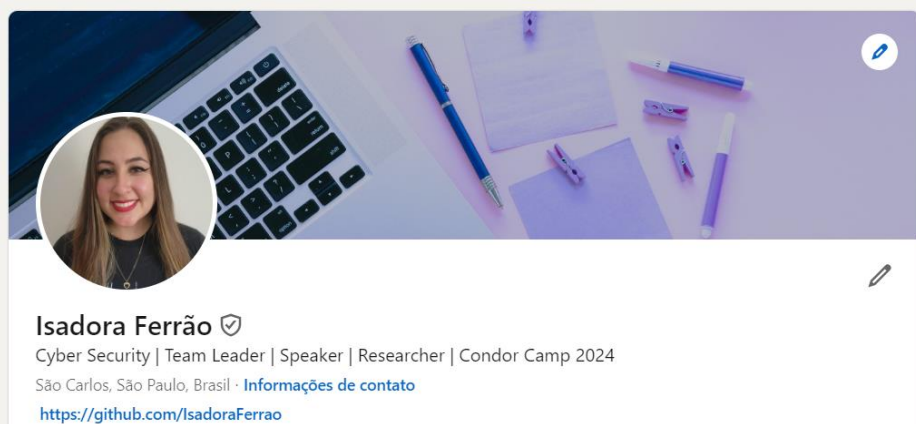 Isadora Ferrão
Cyber Security | Team Leader | Speaker | Researcher | Condor Camp 2024
São Carlos, São Paulo, Brasil · Informações de contato
https://github.com/IsadoraFerrao